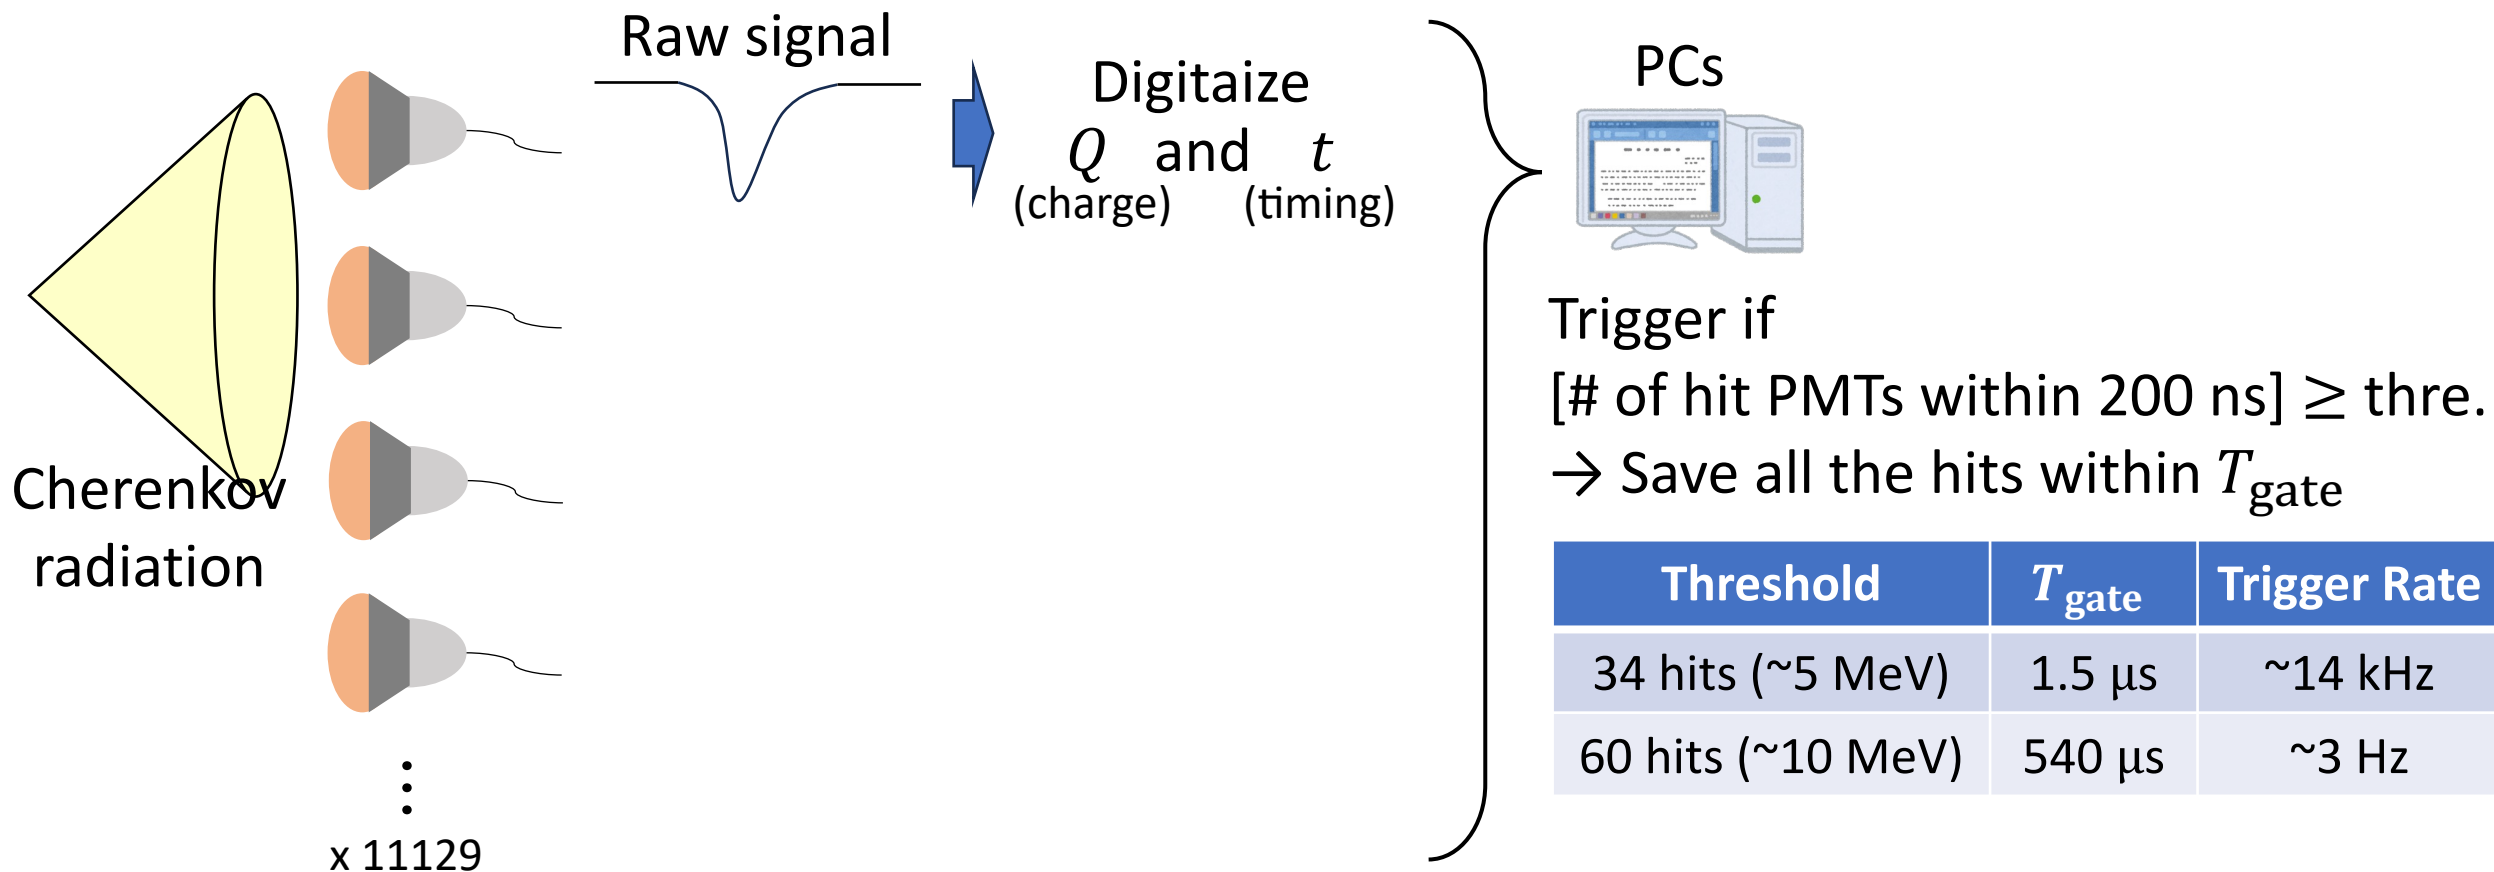 Raw signal
Digitaize
Q and t
(charge) (timing)
PCs
Cherenkov
radiation
x 11129
Trigger if
[# of hit PMTs within 200 ns] ≥ thre.
→ Save all the hits within Tgate
Threshold Tgate Trigger Rate
34 hits (~5 MeV) 1.5 μs ~14 kHz
60 hits (~10 MeV) 540 μs ~3 Hz